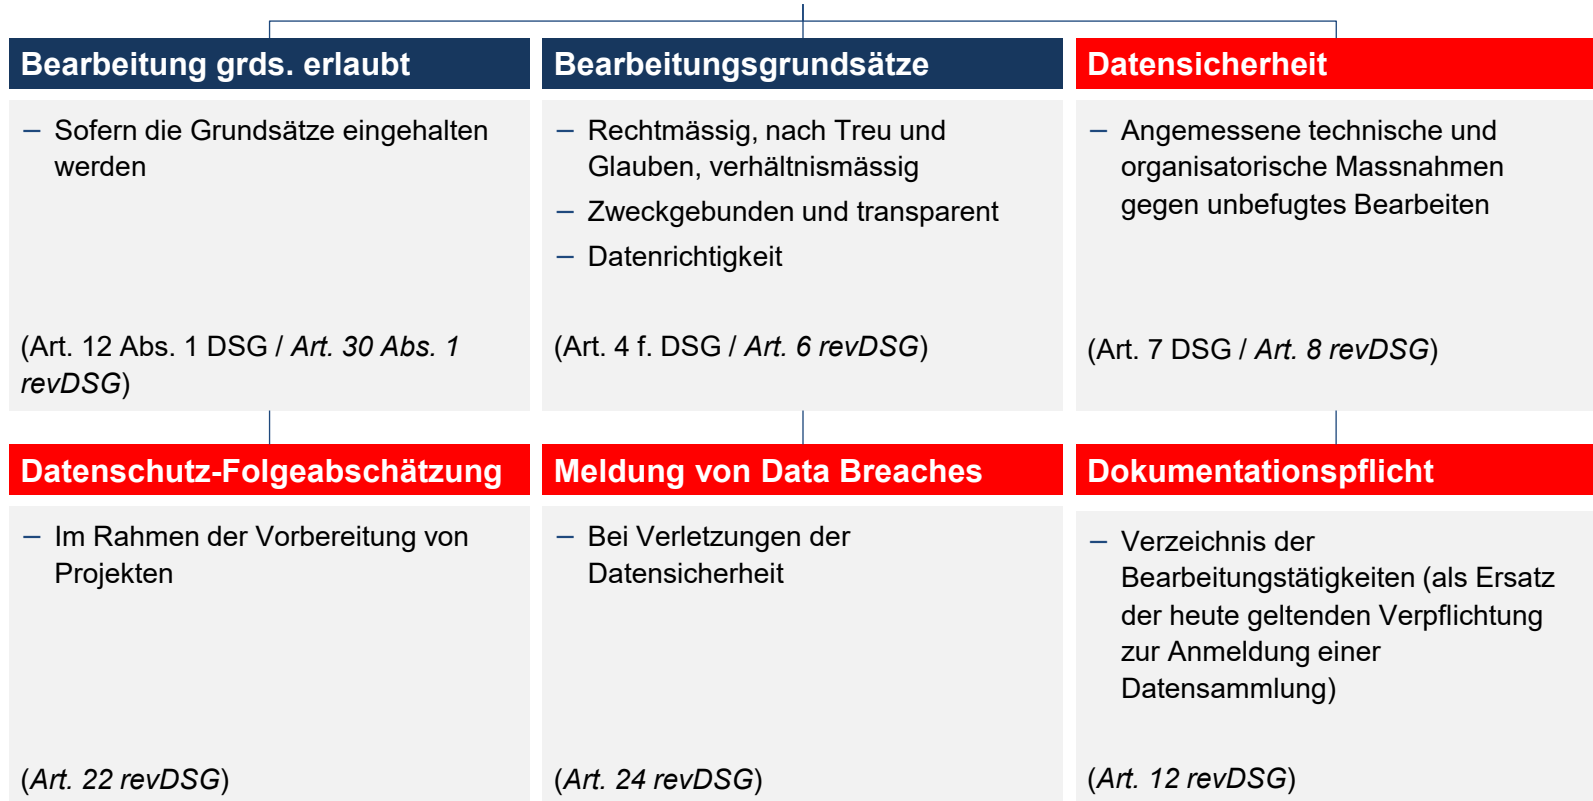 Bearbeitung grds. erlaubt
– Sofern die Grundsätze eingehalten
werden
(Art. 12 Abs. 1 DSG / Art. 30 Abs. 1
revDSG)
Bearbeitungsgrundsätze
– Rechtmässig, nach Treu und
Glauben, verhältnismässig
– Zweckgebunden und transparent
– Datenrichtigkeit
(Art. 4 f. DSG / Art. 6 revDSG)
Datensicherheit
– Angemessene technische und
organisatorische Massnahmen
gegen unbefugtes Bearbeiten
(Art. 7 DSG / Art. 8 revDSG)
Datenschutz-Folgeabschätzung
– Im Rahmen der Vorbereitung von
Projekten
(Art. 22 revDSG)
Meldung von Data Breaches
– Bei Verletzungen der
Datensicherheit
(Art. 24 revDSG)
Dokumentationspflicht
– Verzeichnis der
Bearbeitungstätigkeiten (als Ersatz
der heute geltenden Verpflichtung
zur Anmeldung einer
Datensammlung)
(Art. 12 revDSG)